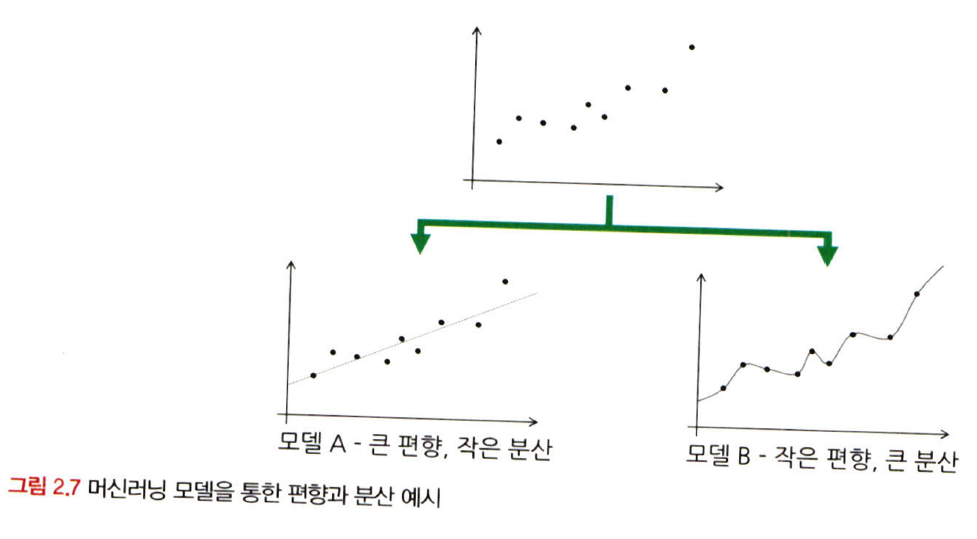 모델 A - 큰 편향, 작은 분산
모델 B - 작은 편향, 큰 분산
그림 2.7 머신러닝 모델을 통한 편향과 분산 예시